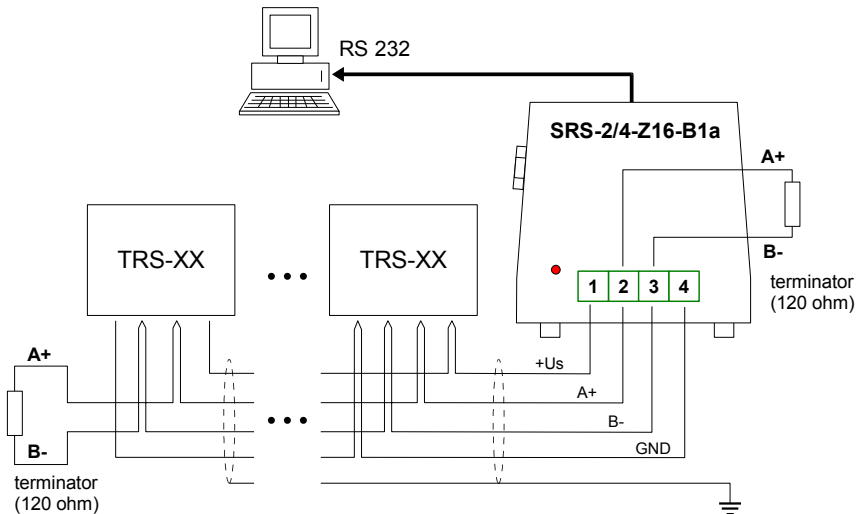 RS 232
SRS-2/4-Z16-B1a
A+
B-
terminator
(120 ohm)
TRS-XX
TRS-XX
1 2 3 4
+Us
A+
B-
GND
A+
B-
terminator
(120 ohm)